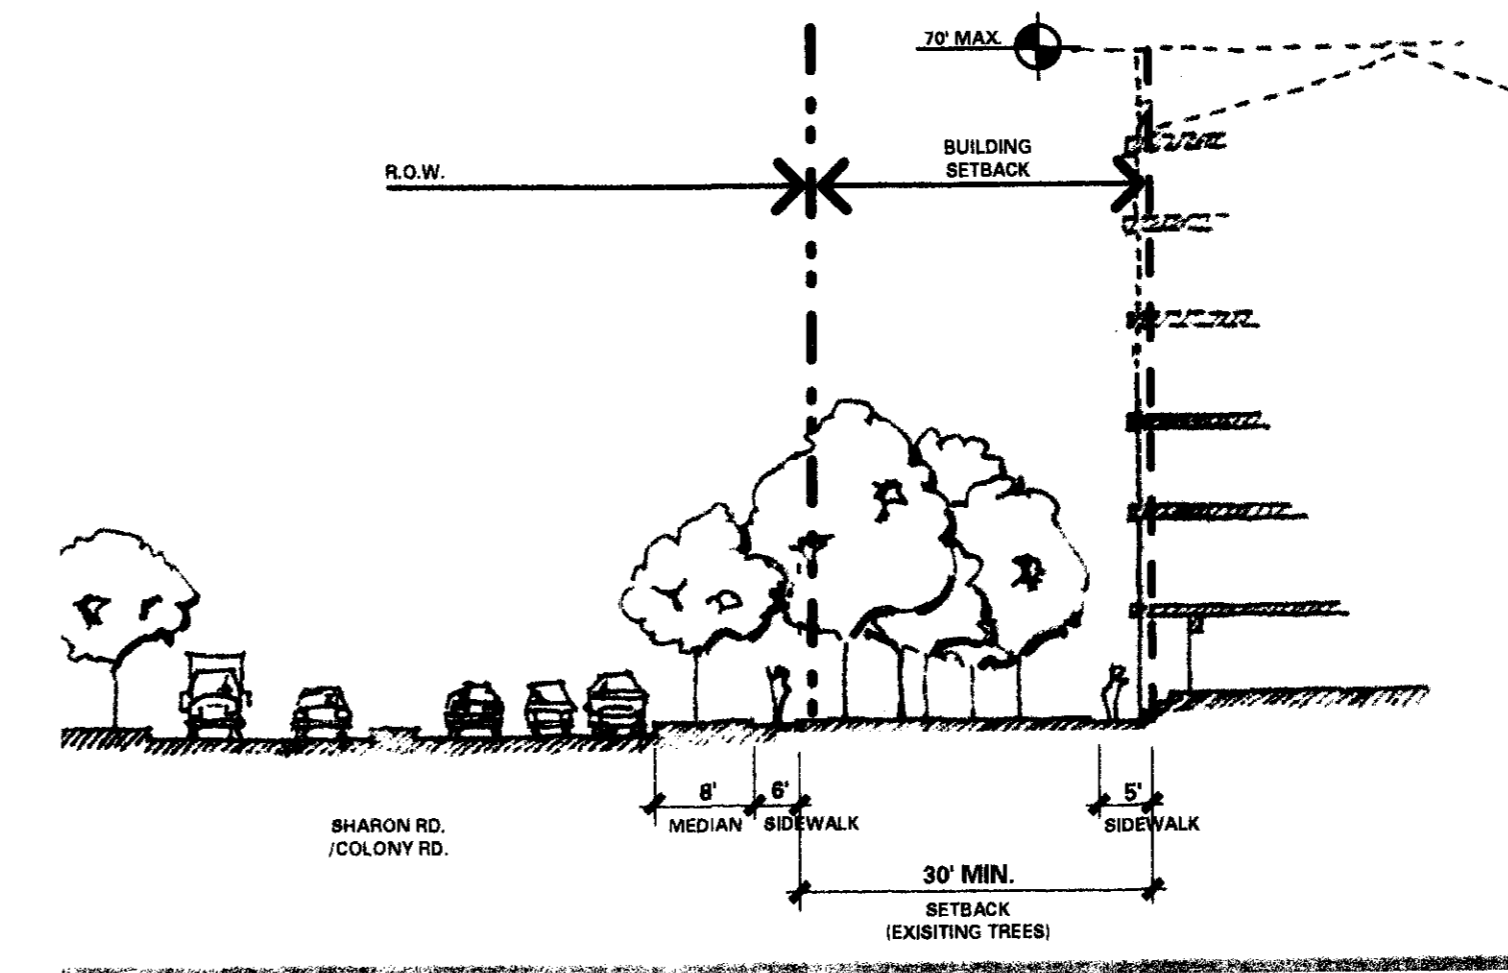 70' MAX.
BUILDING
SETBACK
R.O.W.
8'
6'
5'
MEDIAN
SIDEWALK
SIDEWALK
SHARON RD.
/COLONY RD.
30' MIN.
SETBACK
(EXISITING TREES)